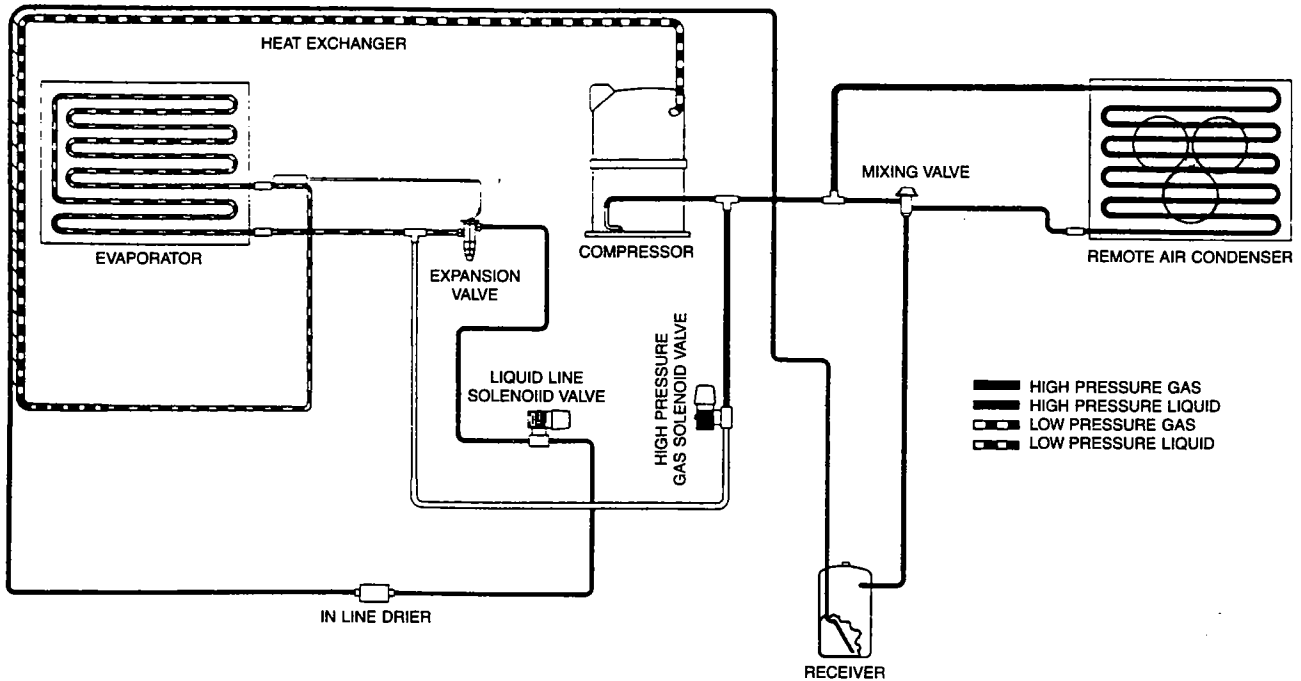 HEAT EXCHANGER
EVAPORATOR
EXPANSION
VALVE
COMPRESSOR
MIXING VALVE
REMOTE AIR CONDENSER
LIQUID LINE
SOLENOIID VALVE
HIGH PRESSURE
GAS SOLENOID VALVE
HIGH PRESSURE GAS
HIGH PRESSURE LIQUID
LOW PRESSURE GAS
LOW PRESSURE LIQUID
IN LINE DRIER
RECEIVER